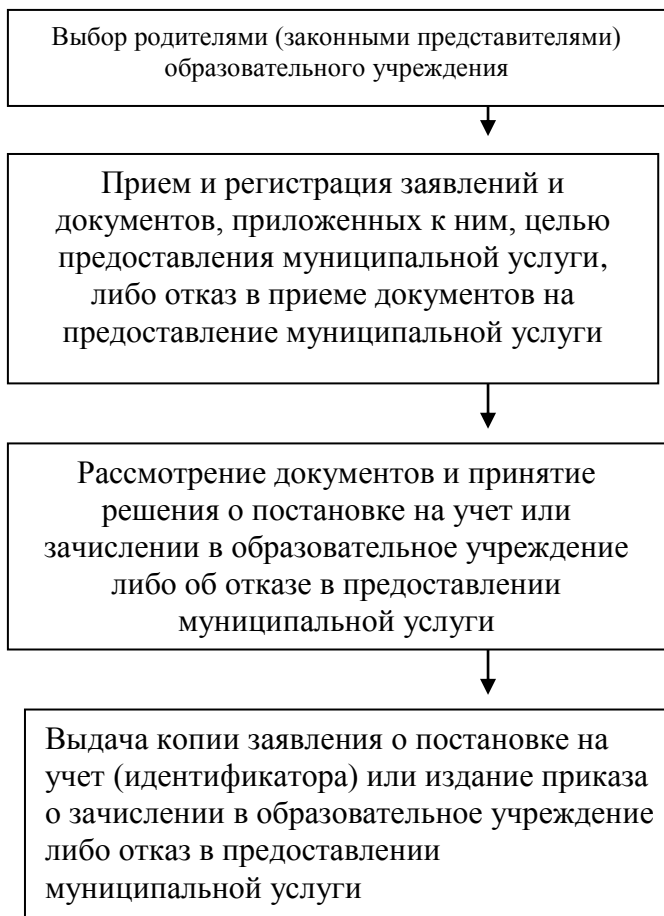 Выбор родителями (законными представителями)
образовательного учреждения
Прием и регистрация заявлений и
документов, приложенных к ним, целью
предоставления муниципальной услуги,
либо отказ в приеме документов на
предоставление муниципальной услуги
Рассмотрение документов и принятие
решения о постановке на учет или
зачислении в образовательное учреждение
либо об отказе в предоставлении
муниципальной услуги
Выдача копии заявления о постановке на
учет (идентификатора) или издание приказа
о зачислении в образовательное учреждение
либо отказ в предоставлении
муниципальной услуги